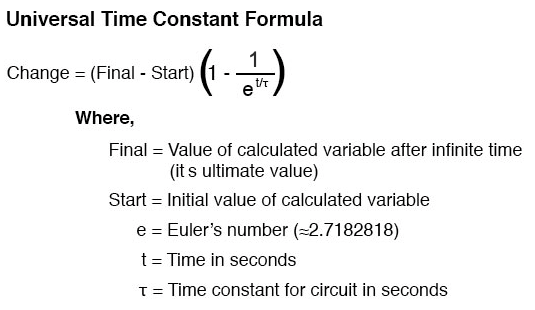 Universal Time Constant Formula
Change = (Final - Start) (1 - 1/e^t/τ)
Where,
Final = Value of calculated variable after infinite time
(it s ultimate value)
Start = Initial value of calculated variable
e = Euler's number (≈2.7182818)
t = Time in seconds
τ = Time constant for circuit in seconds